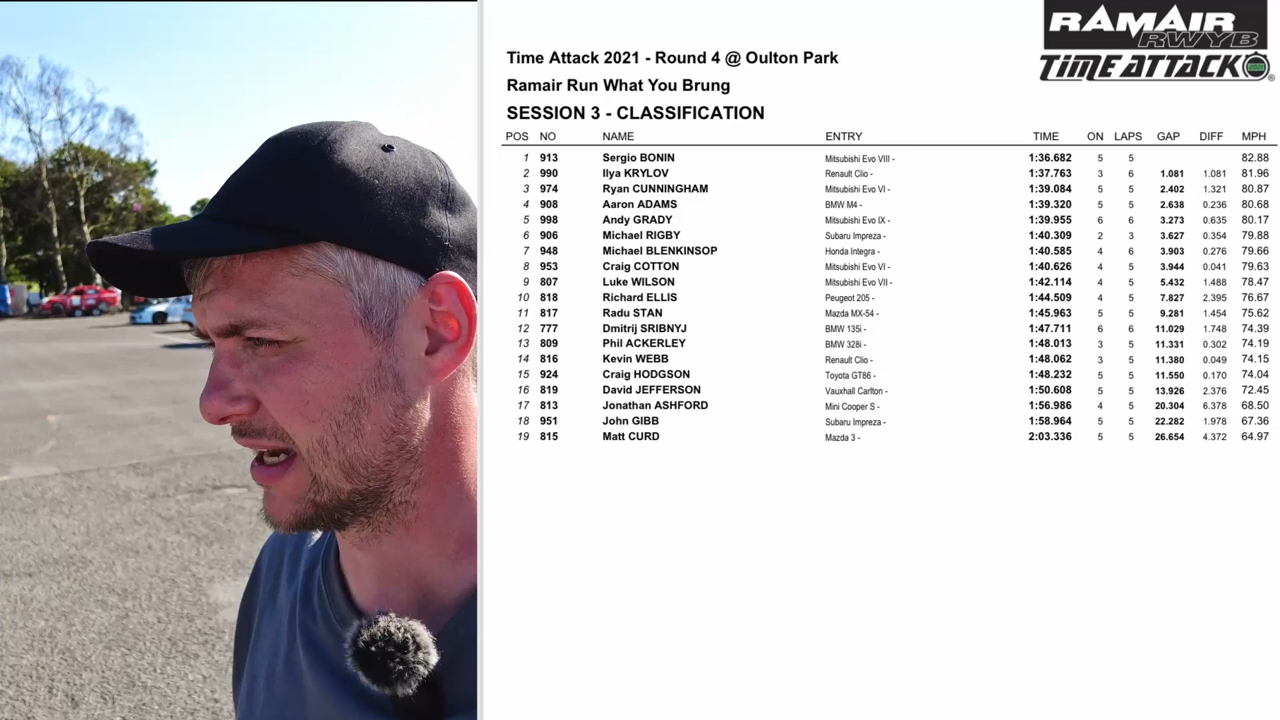 RAMAIR
RWYB
TIME ATTACK
Time Attack 2021 - Round 4 @ Oulton Park
Ramair Run What You Brung
SESSION 3 - CLASSIFICATION
POS NO NAME ENTRY TIME ON LAPS GAP DIFF MPH
1 913 Sergio BONIN Mitsubishi Evo VIII - 1:36.682 5 5 82.88
2 990 Ilya KRYLOV Renault Clio - 1:37.763 3 6 1.081 1.081 81.96
3 974 Ryan CUNNINGHAM Mitsubishi Evo VI - 1:39.084 5 5 2.402 1.321 80.87
4 908 Aaron ADAMS BMW M4 - 1:39.320 5 5 2.638 0.236 80.68
5 998 Andy GRADY Mitsubishi Evo IX - 1:39.955 6 6 3.273 0.635 80.17
6 906 Michael RIGBY Subaru Impreza - 1:40.309 2 3 3.627 0.354 79.88
7 948 Michael BLENKINSOP Honda Integra - 1:40.585 4 6 3.903 0.276 79.66
8 953 Craig COTTON Mitsubishi Evo VI - 1:40.626 4 5 3.944 0.041 79.63
9 807 Luke WILSON Mitsubishi Evo VII - 1:42.114 4 5 5.432 1.488 78.47
10 818 Richard ELLIS Peugeot 205 - 1:44.509 4 5 7.827 2.395 76.67
11 817 Radu STAN Mazda MX-54 - 1:45.963 5 5 9.281 1.454 75.62
12 777 Dmitrij SRIBNYJ BMW 135i - 1:47.711 6 6 11.029 1.748 74.39
13 809 Phil ACKERLEY BMW 328i - 1:48.013 3 5 11.331 0.302 74.19
14 816 Kevin WEBB Renault Clio - 1:48.062 3 5 11.380 0.049 74.15
15 924 Craig HODGSON Toyota GT86 - 1:48.232 5 5 11.550 0.170 74.04
16 819 David JEFFERSON Vauxhall Carlton - 1:50.608 5 5 13.926 2.376 72.45
17 813 Jonathan ASHFORD Mini Cooper S - 1:56.986 4 5 20.304 6.378 68.50
18 951 John GIBB Subaru Impreza - 1:58.964 5 5 22.282 1.978 67.36
19 815 Matt CURD Mazda 3 - 2:03.336 5 5 26.654 4.372 64.97